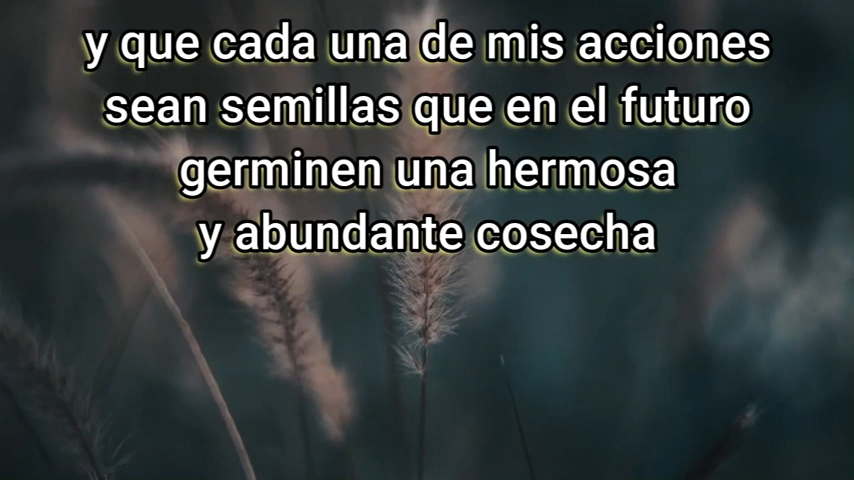 y que cada una de mis acciones
sean semillas que en el futuro
germinen una hermosa
y abundante cosecha